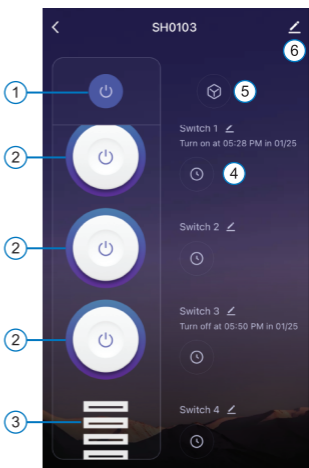 SH0103
6
1
5
Switch 1
Turn on at 05:28 PM in 01/25
2
4
Switch 2
2
Switch 3
Turn off at 05:50 PM in 01/25
2
Switch 4
3